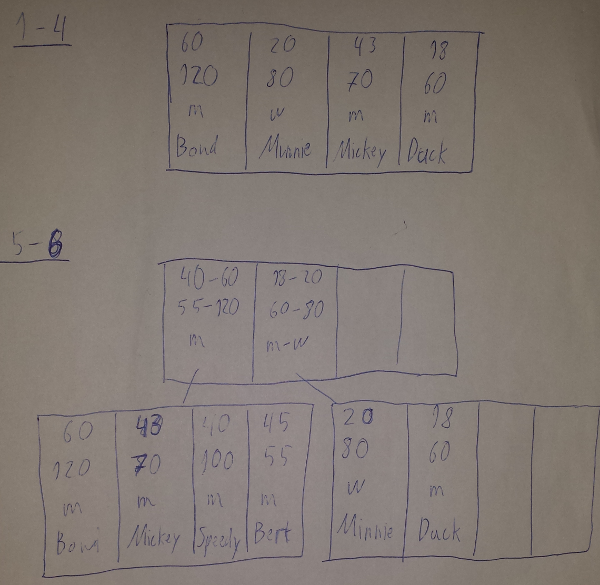 1-4
60 20 43 18
120 80 70 60
m w m m
Bond Minnie Mickey Duck
5-6
40-60 18-20
55-120 60-80
m m-w
60 43 40 45 20 18
120 70 100 55 80 60
m m m m w m
Bond Mickey Speedy Bert Minnie Duck